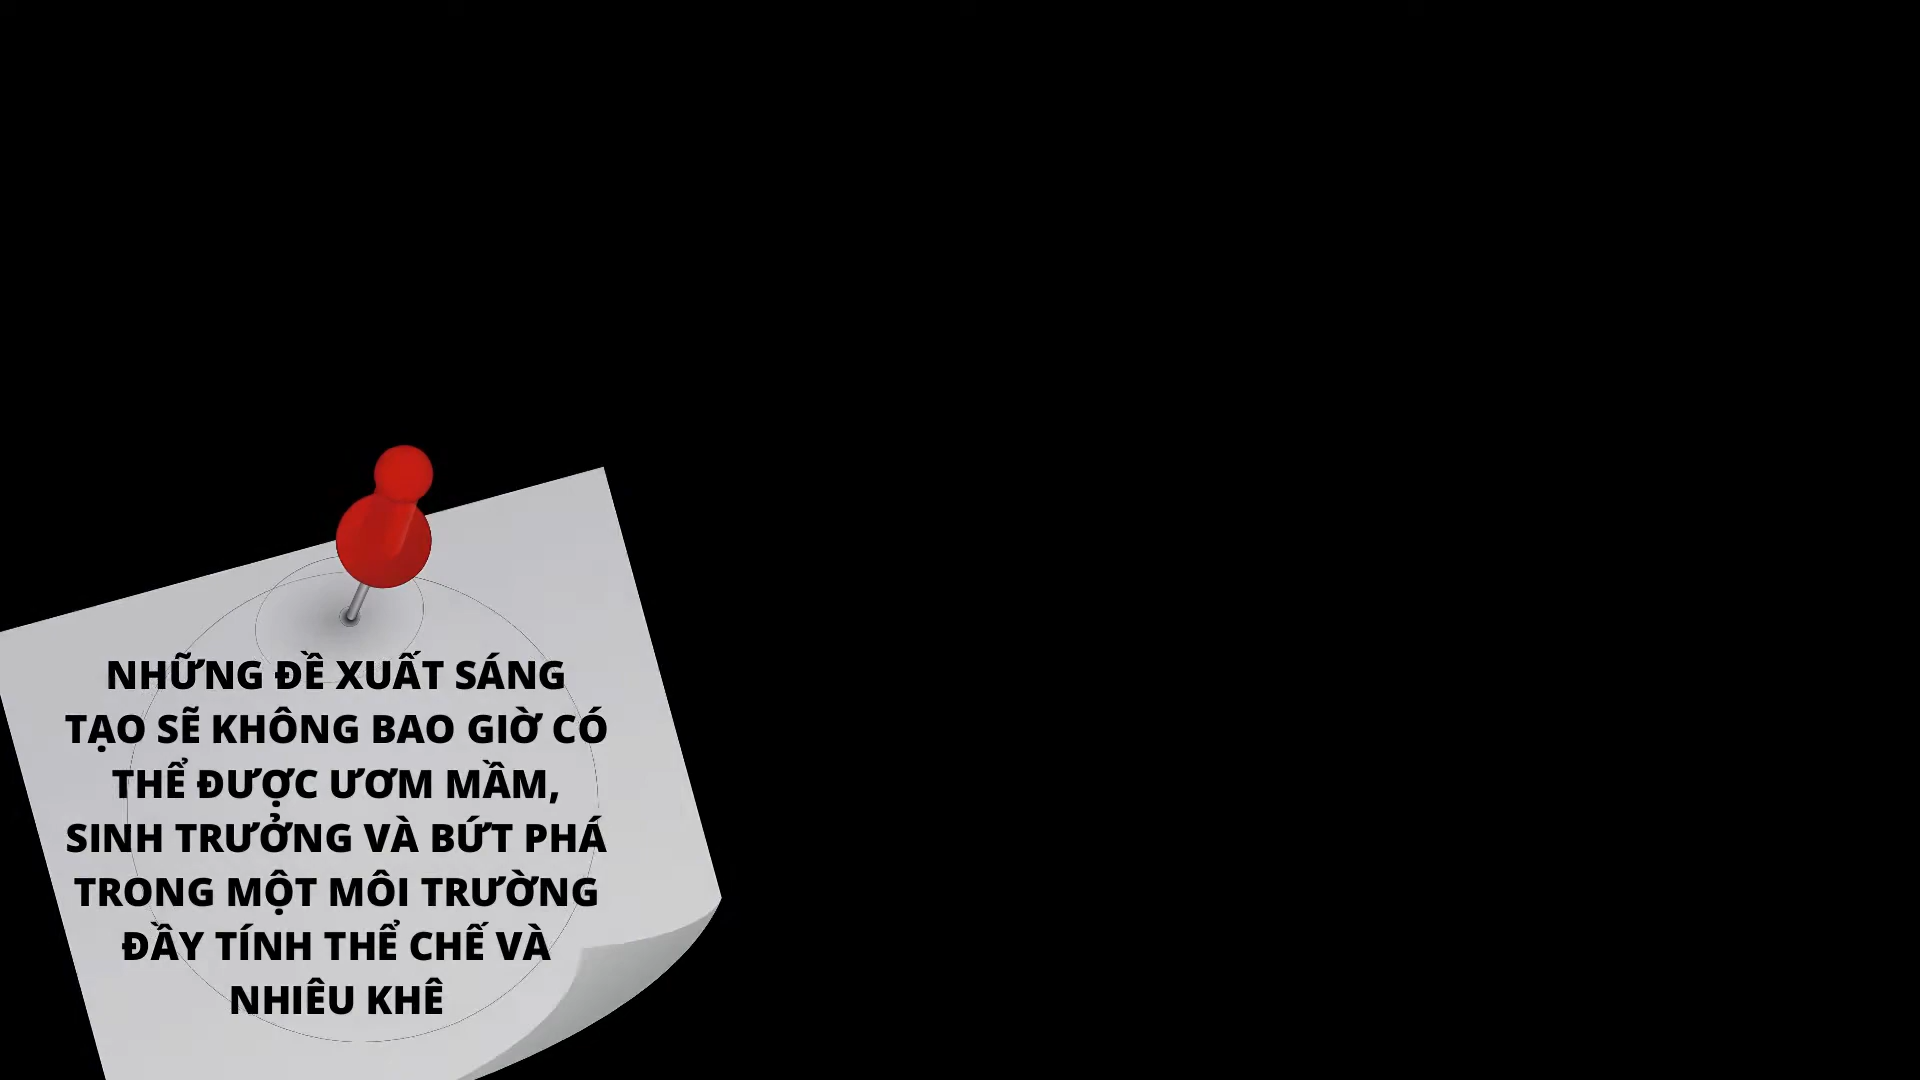 NHỮNG ĐỀ XUẤT SÁNG
TẠO SẼ KHÔNG BAO GIỜ CÓ
THỂ ĐƯỢC ƯƠM MẦM,
SINH TRƯỞNG VÀ BỨT PHÁ
TRONG MỘT MÔI TRƯỜNG
ĐẦY TÍNH THỂ CHẾ VÀ
NHIÊU KHÊ